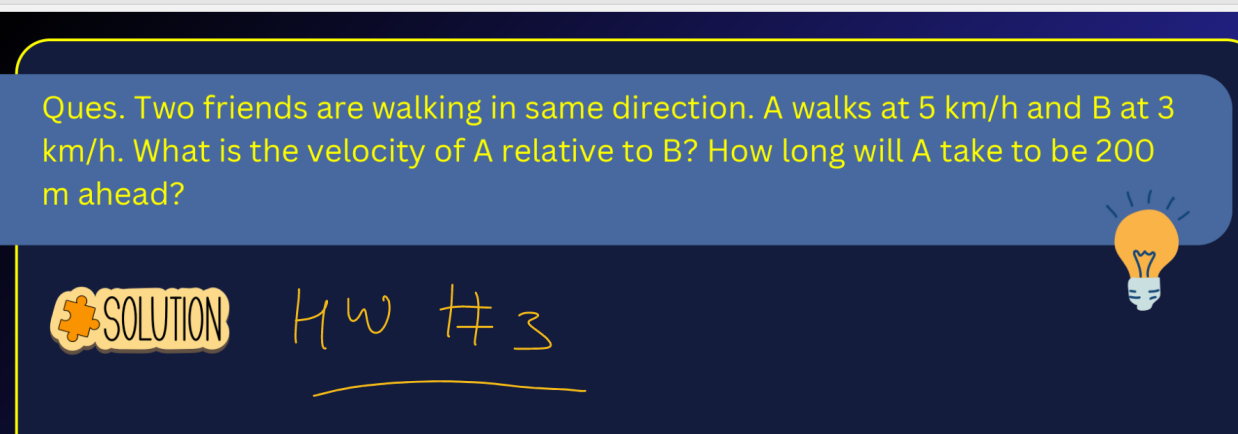 Ques. Two friends are walking in same direction. A walks at 5 km/h and B at 3
km/h. What is the velocity of A relative to B? How long will A take to be 200
m ahead?
SOLUTION HW #3